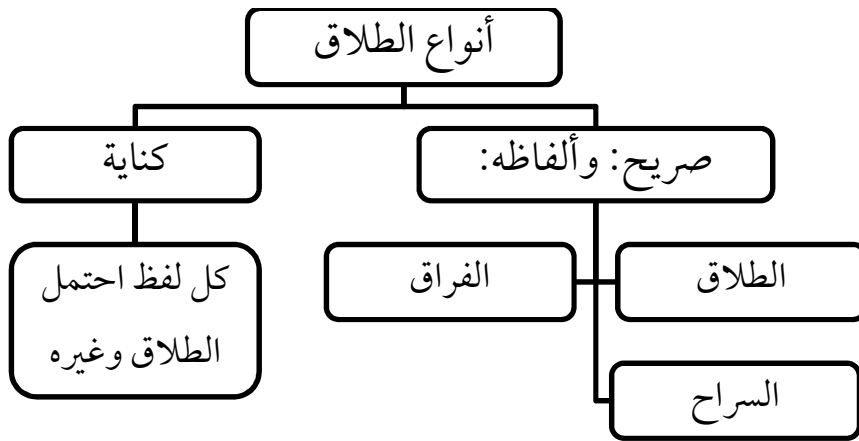 أنواع الطلاق
صريح: وألفاظه:
كناية
الطلاق
الفراق
السراح
كل لفظ احتمل
الطلاق وغيره